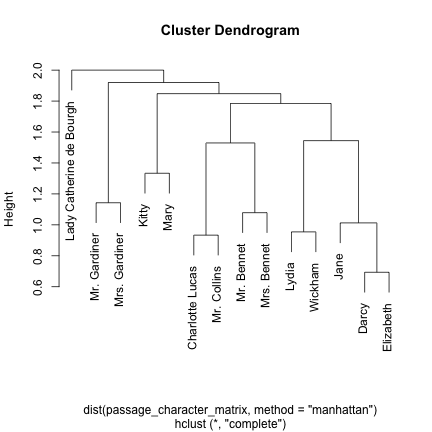 Cluster Dendrogram
Height
2.0
1.8
1.6
1.4
1.2
1.0
0.8
0.6
Lady Catherine de Bourgh
Mr. Gardiner
Mrs. Gardiner
Kitty
Mary
Charlotte Lucas
Mr. Collins
Mr. Bennet
Mrs. Bennet
Lydia
Wickham
Jane
Darcy
Elizabeth
dist(passage_character_matrix, method = "manhattan")
hclust (*, "complete")